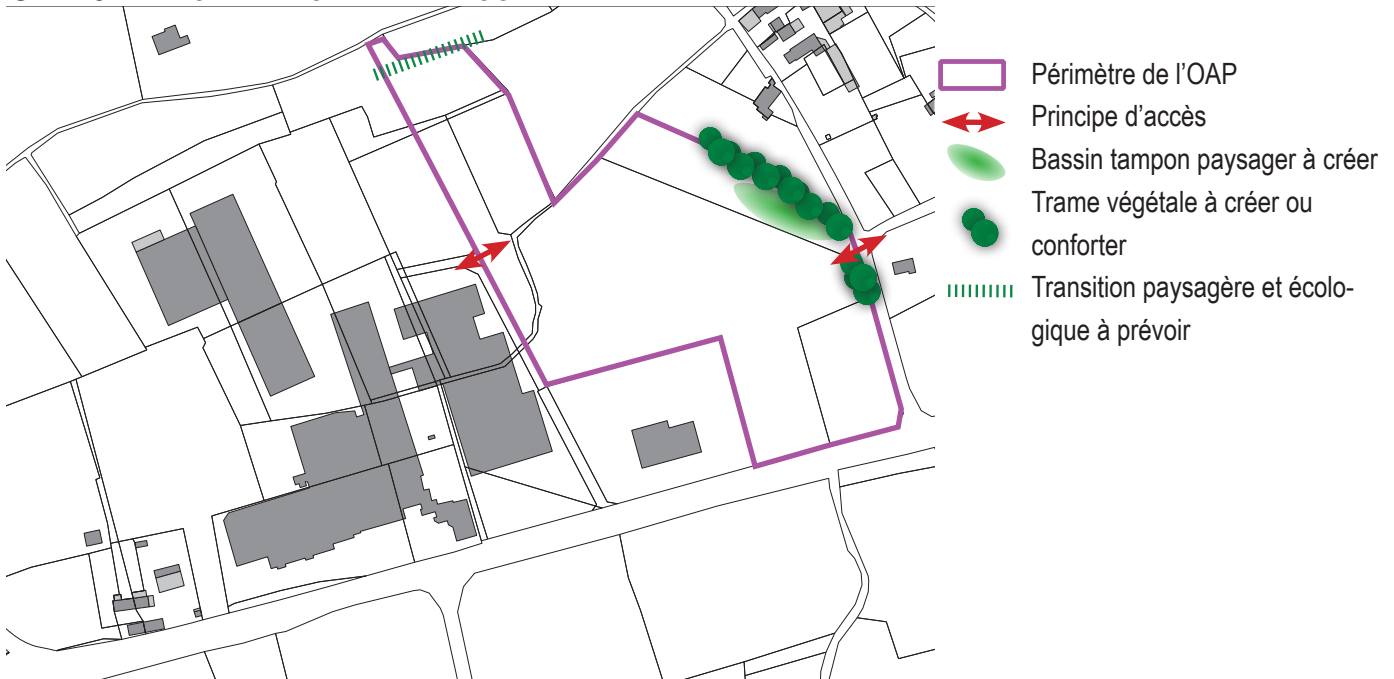 Périmètre de l’OAP
Principe d’accès
Bassin tampon paysager à créer
Trame végétale à créer ou
conforter
Transition paysagère et écolo-
gique à prévoir